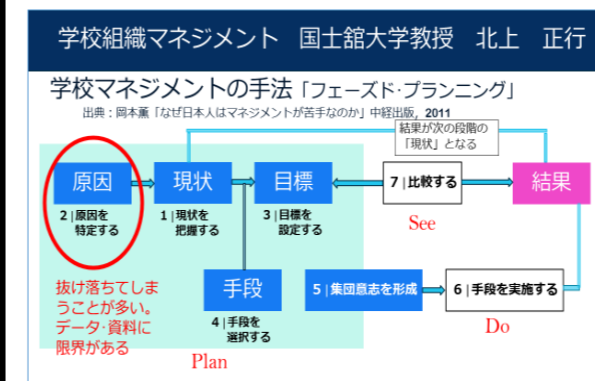 学校組織マネジメント 国士舘大学教授 北上 正行
学校マネジメントの手法「フェーズド･プランニング」
出典：岡本薫「なぜ日本人はマネジメントが苦手なのか」中経出版，2011
結果が次の段階の
「現状」となる
原因
現状
目標
7｜比較する
結果
2｜原因を
特定する
1｜現状を
把握する
3｜目標を
設定する
See
抜け落ちてしま
うことが多い。
データ･資料に
限界がある
手段
5｜集団意志を形成
6｜手段を実施する
4｜手段を
選択する
Do
Plan